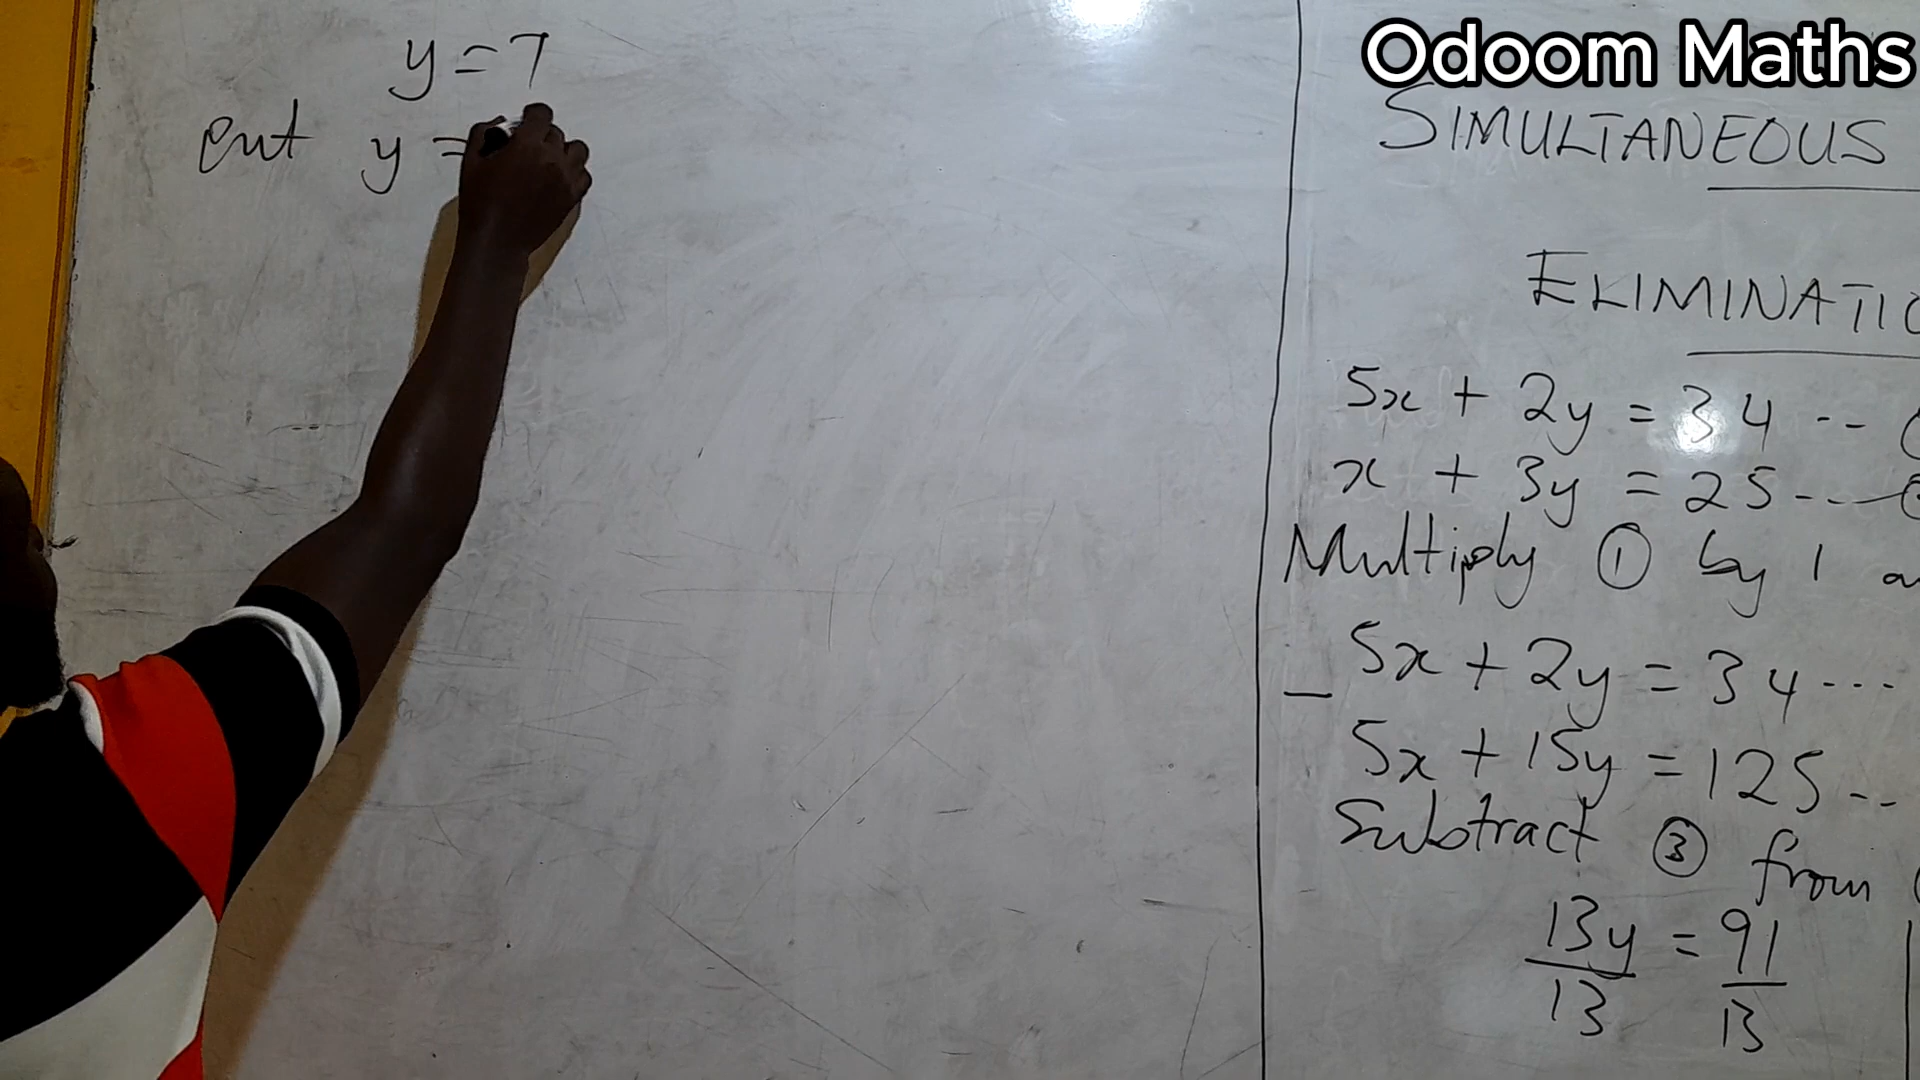 y = 7
put y =
Odoom Maths
SIMULTANEOUS
ELIMINATIO
5x + 2y = 34 --
x + 3y = 25 --
Multiply ① by 1
5x + 2y = 34 ...
−
5x + 15y = 125 --
Subtract ③ from
13y = 91
13 13